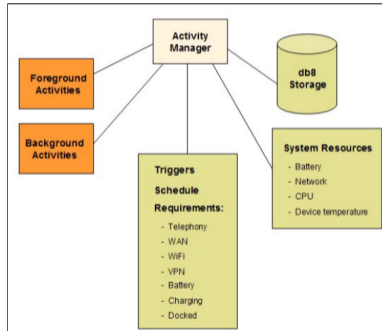 Activity
Manager
Foreground
Activities
Background
Activities
db8
Storage
System Resources
- Battery
- Network
- CPU
- Device temperature
Triggers
Schedule
Requirements:
- Telephony
- WAN
- WiFi
- VPN
- Battery
- Charging
- Docked